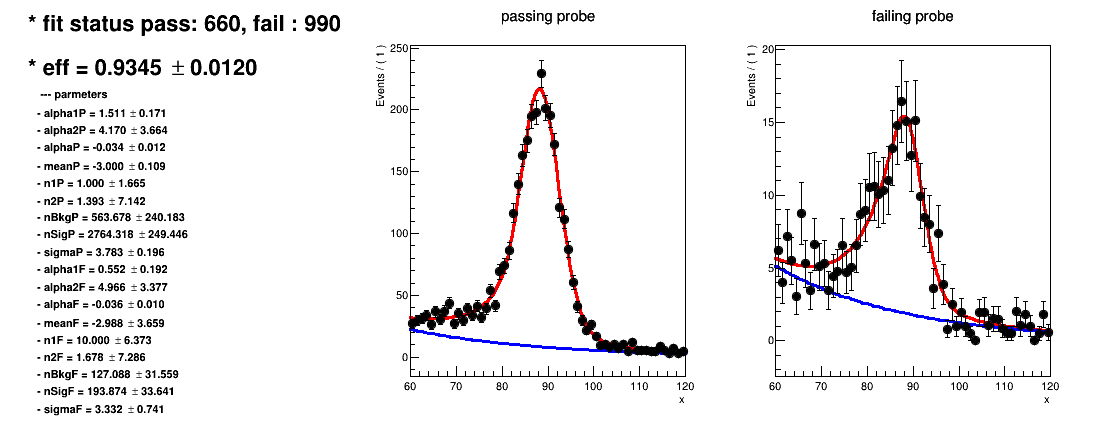 * fit status pass: 660, fail : 990
* eff = 0.9345 ± 0.0120
--- parmeters
- alpha1P = 1.511 ± 0.171
- alpha2P = 4.170 ± 3.664
- alphaP = -0.034 ± 0.012
- meanP = -3.000 ± 0.109
- n1P = 1.000 ± 1.665
- n2P = 1.393 ± 7.142
- nBkgP = 563.678 ± 240.183
- nSigP = 2764.318 ± 249.446
- sigmaP = 3.783 ± 0.196
- alpha1F = 0.552 ± 0.192
- alpha2F = 4.966 ± 3.377
- alphaF = -0.036 ± 0.010
- meanF = -2.988 ± 3.659
- n1F = 10.000 ± 6.373
- n2F = 1.678 ± 7.286
- nBkgF = 127.088 ± 31.559
- nSigF = 193.874 ± 33.641
- sigmaF = 3.332 ± 0.741
passing probe
Events / ( 1 )
250
200
150
100
50
0
60 70 80 90 100 110 120
x
failing probe
Events / ( 1 )
20
15
10
5
0
60 70 80 90 100 110 120
x